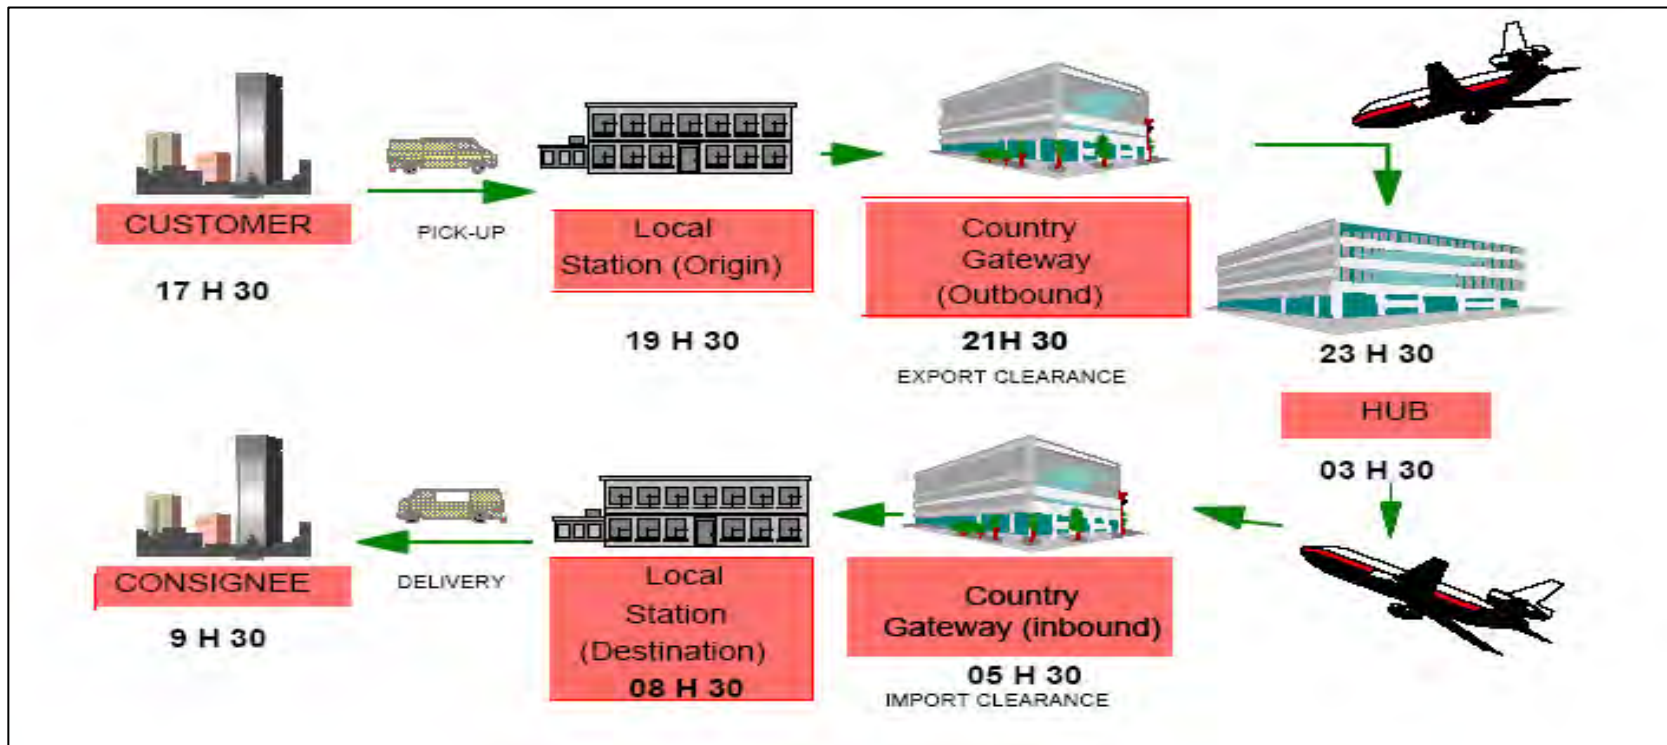 CUSTOMER
17 H 30
PICK-UP
Local
Station (Origin)
19 H 30
Country
Gateway
(Outbound)
21H 30
EXPORT CLEARANCE
23 H 30
HUB
03 H 30
Country
Gateway (inbound)
05 H 30
IMPORT CLEARANCE
Local
Station
(Destination)
08 H 30
DELIVERY
CONSIGNEE
9 H 30